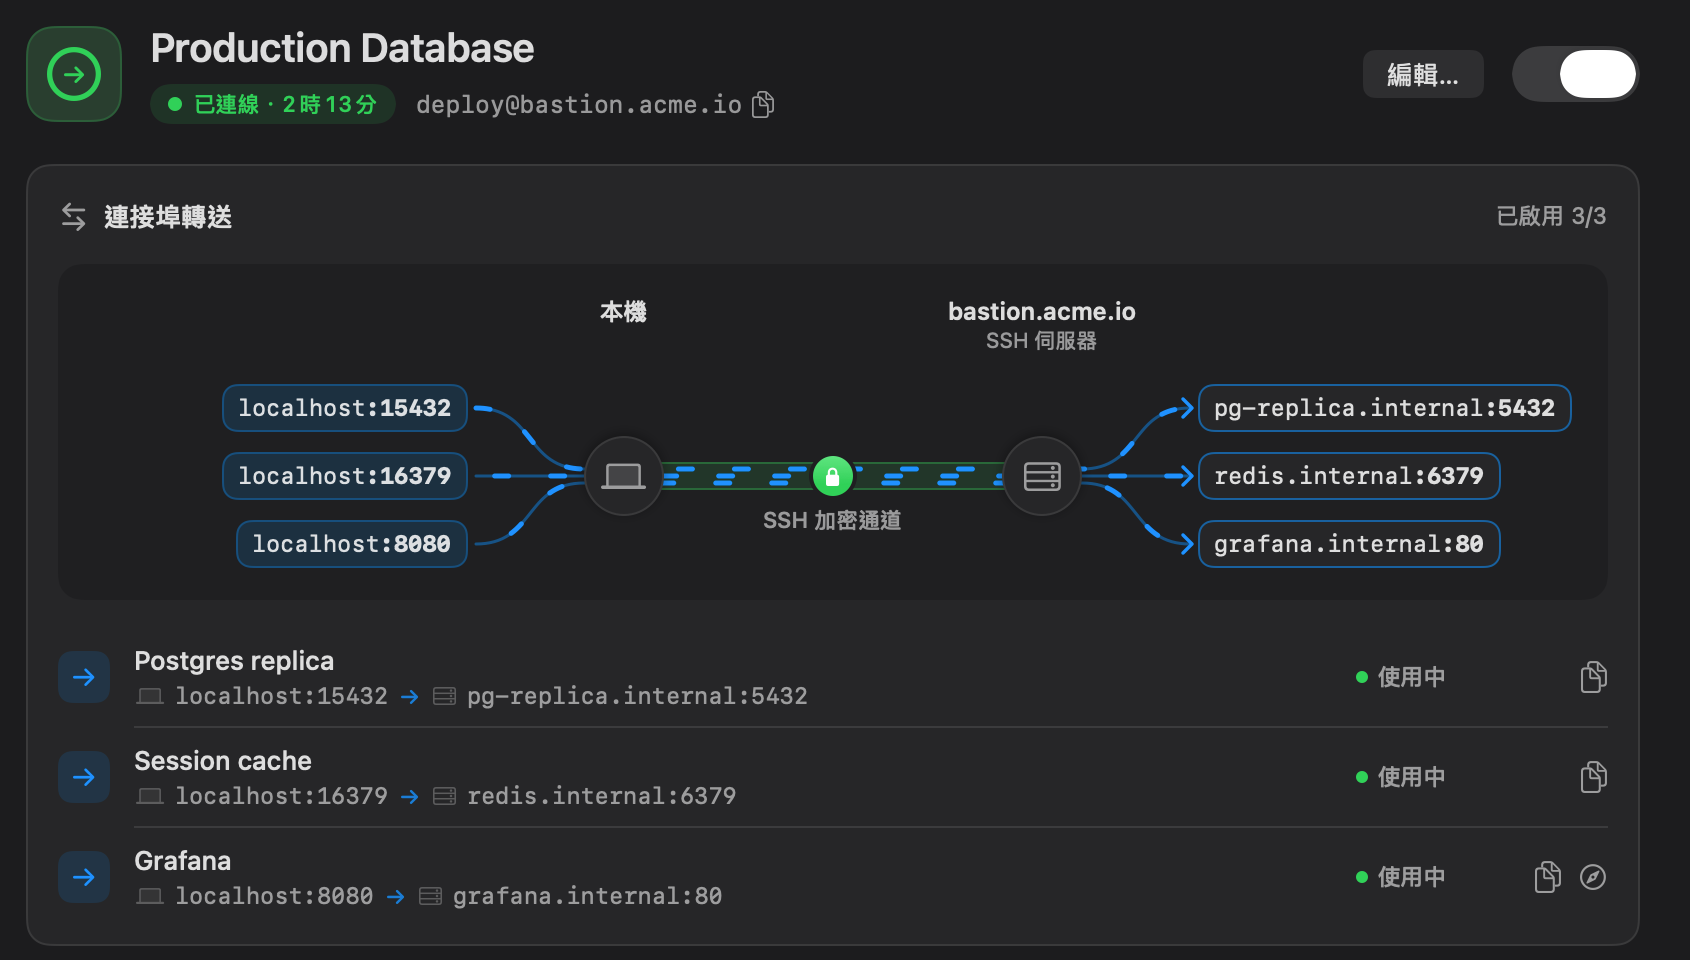 Production Database
編輯...
已連線 · 2 時 13 分
deploy@bastion.acme.io
連接埠轉送
已啟用 3/3
本機
bastion.acme.io
SSH 伺服器
localhost:15432
pg-replica.internal:5432
localhost:16379
redis.internal:6379
SSH 加密通道
localhost:8080
grafana.internal:80
Postgres replica
localhost:15432 → pg-replica.internal:5432
使用中
Session cache
localhost:16379 → redis.internal:6379
使用中
Grafana
localhost:8080 → grafana.internal:80
使用中